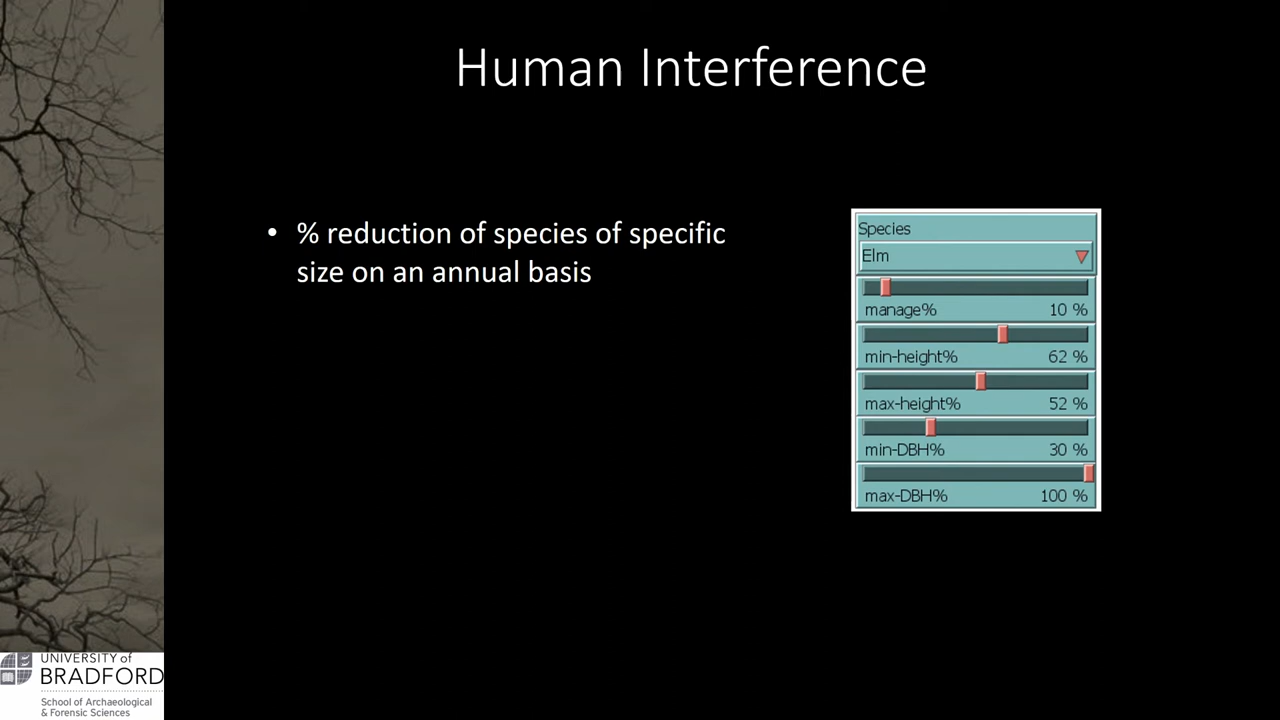 Human Interference
• % reduction of species of specific
size on an annual basis
Species
Elm
manage% 10 %
min-height% 62 %
max-height% 52 %
min-DBH% 30 %
max-DBH% 100 %
UNIVERSITY of
BRADFORD
School of Archaeological
& Forensic Sciences